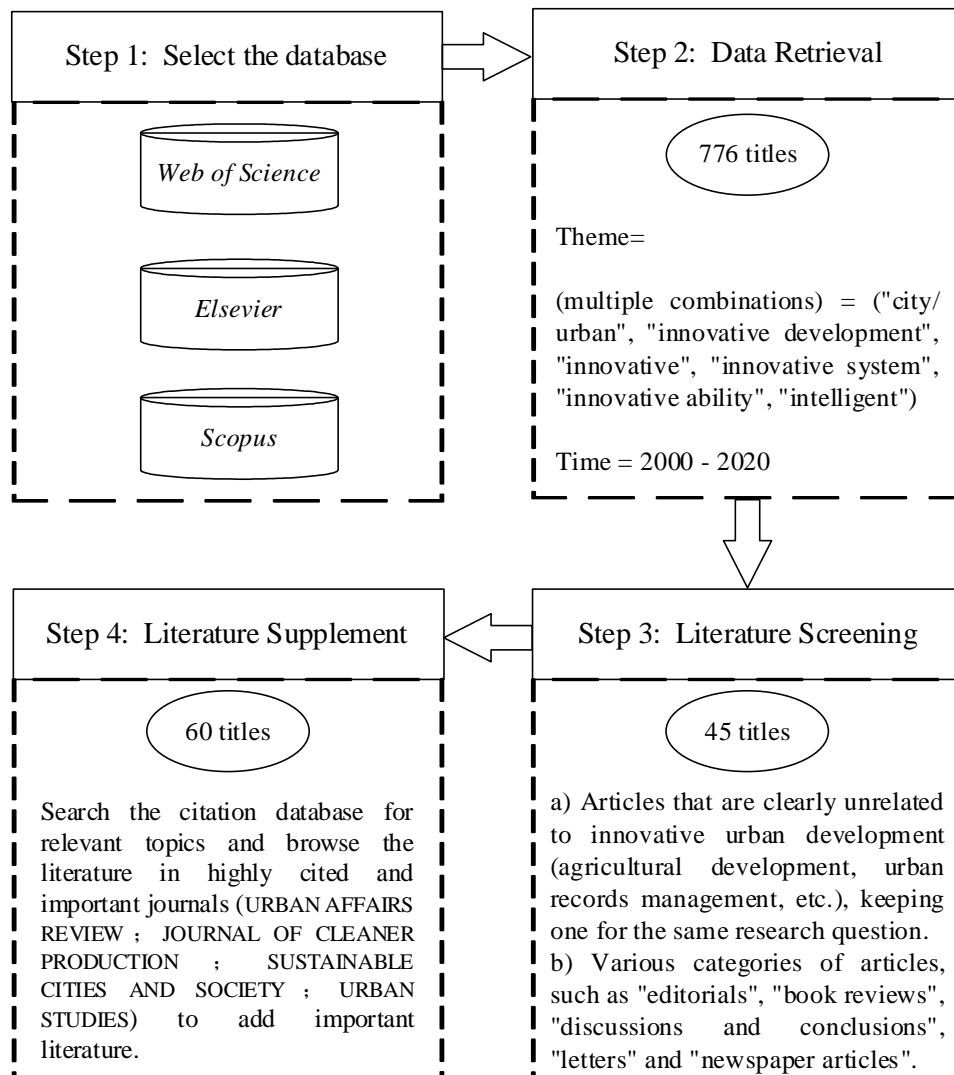 Step 1: Select the database
Web of Science
Elsevier
Scopus
Step 2: Data Retrieval
776 titles
Theme=
(multiple combinations) = ("city/
urban", "innovative development",
"innovative", "innovative system",
"innovative ability", "intelligent")
Time = 2000 - 2020
Step 3: Literature Screening
45 titles
a) Articles that are clearly unrelated
to innovative urban development
(agricultural development, urban
records management, etc.), keeping
one for the same research question.
b) Various categories of articles,
such as "editorials", "book reviews",
"discussions and conclusions",
"letters" and "newspaper articles".
Step 4: Literature Supplement
60 titles
Search the citation database for
relevant topics and browse the
literature in highly cited and
important journals (URBAN AFFAIRS
REVIEW ; JOURNAL OF CLEANER
PRODUCTION ; SUSTAINABLE
CITIES AND SOCIETY ; URBAN
STUDIES) to add important
literature.